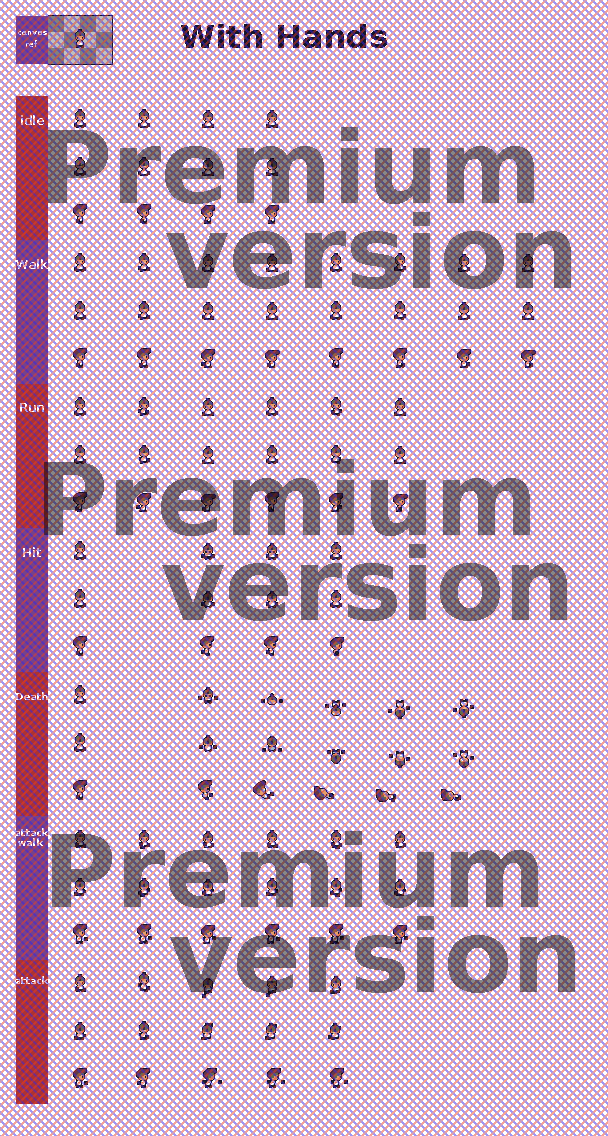 canvas
ref
With Hands
idle
Premium
version
Walk
Run
Premium
version
Hit
Death
attack
walk
Premium
version
attack